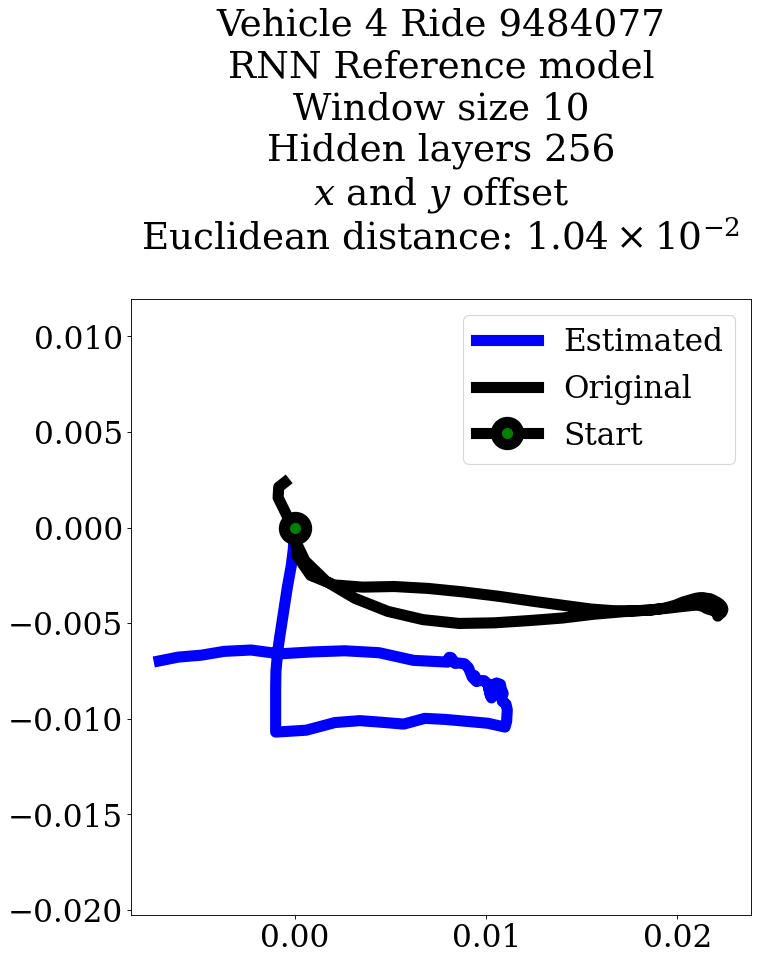 Vehicle 4 Ride 9484077
RNN Reference model
Window size 10
Hidden layers 256
x and y offset
Euclidean distance: 1.04 × 10⁻²
Estimated
Original
Start
0.010
0.005
0.000
−0.005
−0.010
−0.015
−0.020
0.00 0.01 0.02